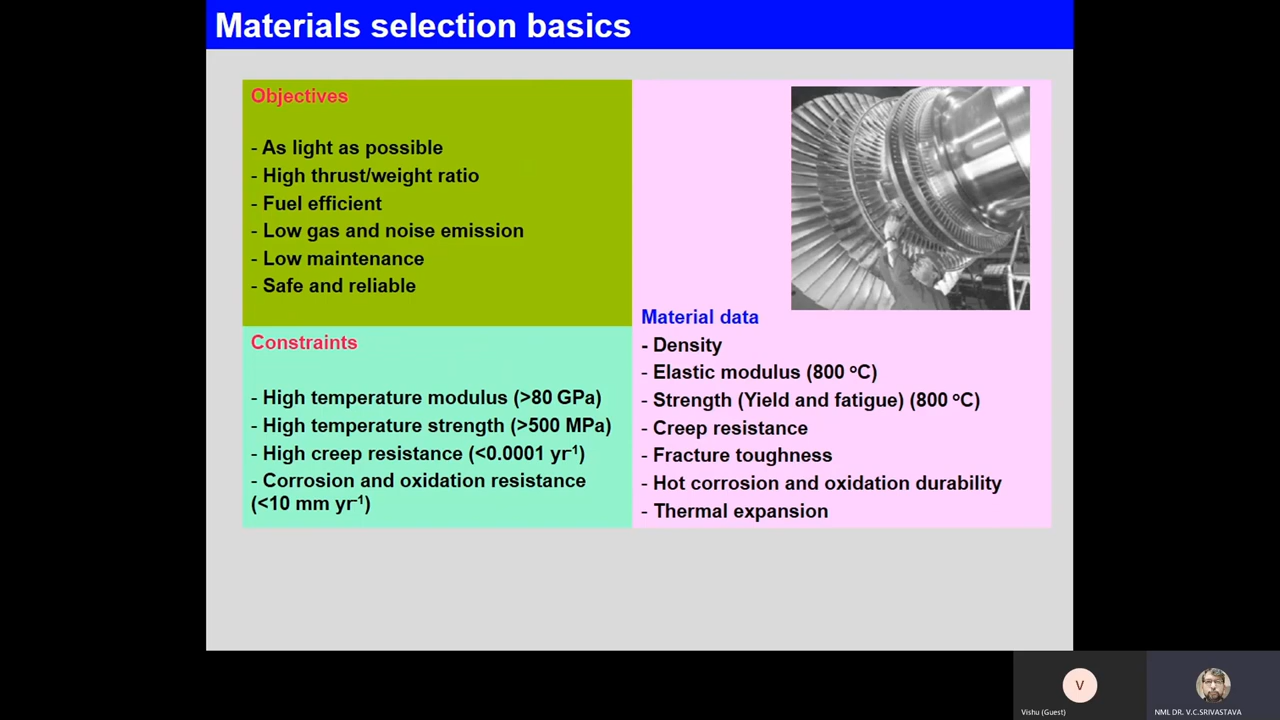 Materials selection basics
Objectives
- As light as possible
- High thrust/weight ratio
- Fuel efficient
- Low gas and noise emission
- Low maintenance
- Safe and reliable
Constraints
- High temperature modulus (>80 GPa)
- High temperature strength (>500 MPa)
- High creep resistance (<0.0001 yr⁻¹)
- Corrosion and oxidation resistance
(<10 mm yr⁻¹)
Material data
- Density
- Elastic modulus (800 ᵒC)
- Strength (Yield and fatigue) (800 ᵒC)
- Creep resistance
- Fracture toughness
- Hot corrosion and oxidation durability
- Thermal expansion
V
Vishu (Guest)
NML DR. V.C.SRIVASTAVA